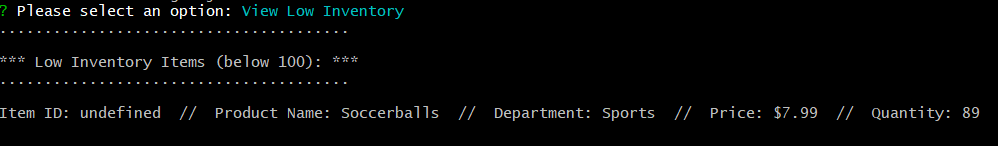 ? Please select an option: View Low Inventory
.......................................
*** Low Inventory Items (below 100): ***
.......................................
Item ID: undefined  //  Product Name: Soccerballs  //  Department: Sports  //  Price: $7.99  //  Quantity: 89